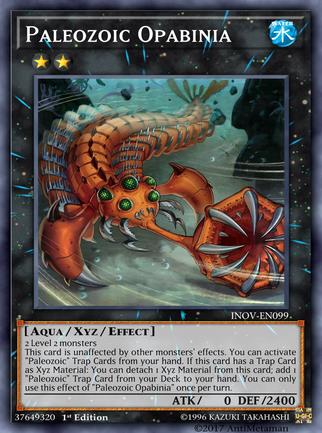 PALEOZOIC OPABINIA
WATER
水
INOV-EN099
[ AQUA / XYZ / EFFECT ]
2 Level 2 monsters
This card is unaffected by other monsters' effects. You can activate
"Paleozoic" Trap Cards from your hand. If this card has a Trap Card
as Xyz Material: You can detach 1 Xyz Material from this card; add 1
"Paleozoic" Trap Card from your Deck to your hand. You can only
use this effect of "Paleozoic Opabinia" once per turn.
ATK/ 0 DEF/2400
37649320 1st Edition ©1996 KAZUKI TAKAHASHI
©2017 AntiMetaman